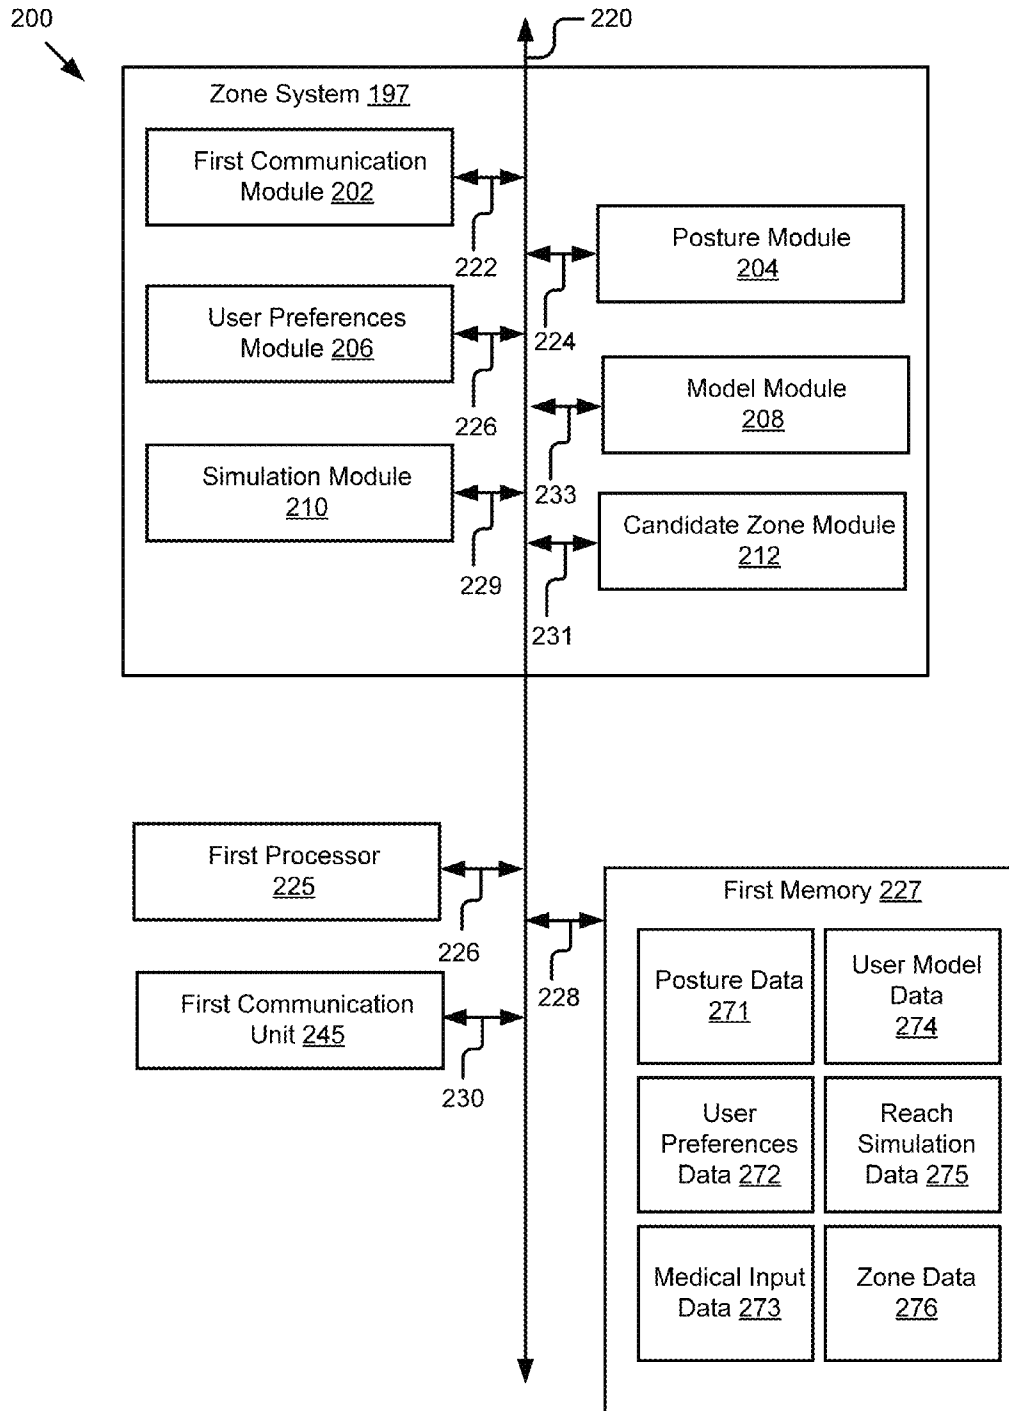 200
220
Zone System 197
First Communication
Module 202
222
Posture Module
204
224
User Preferences
Module 206
226
Model Module
208
233
Simulation Module
210
229
Candidate Zone Module
212
231
First Processor
225
226
First Communication
Unit 245
230
228
First Memory 227
Posture Data
271
User Model
Data
274
User
Preferences
Data 272
Reach
Simulation
Data 275
Medical Input
Data 273
Zone Data
276